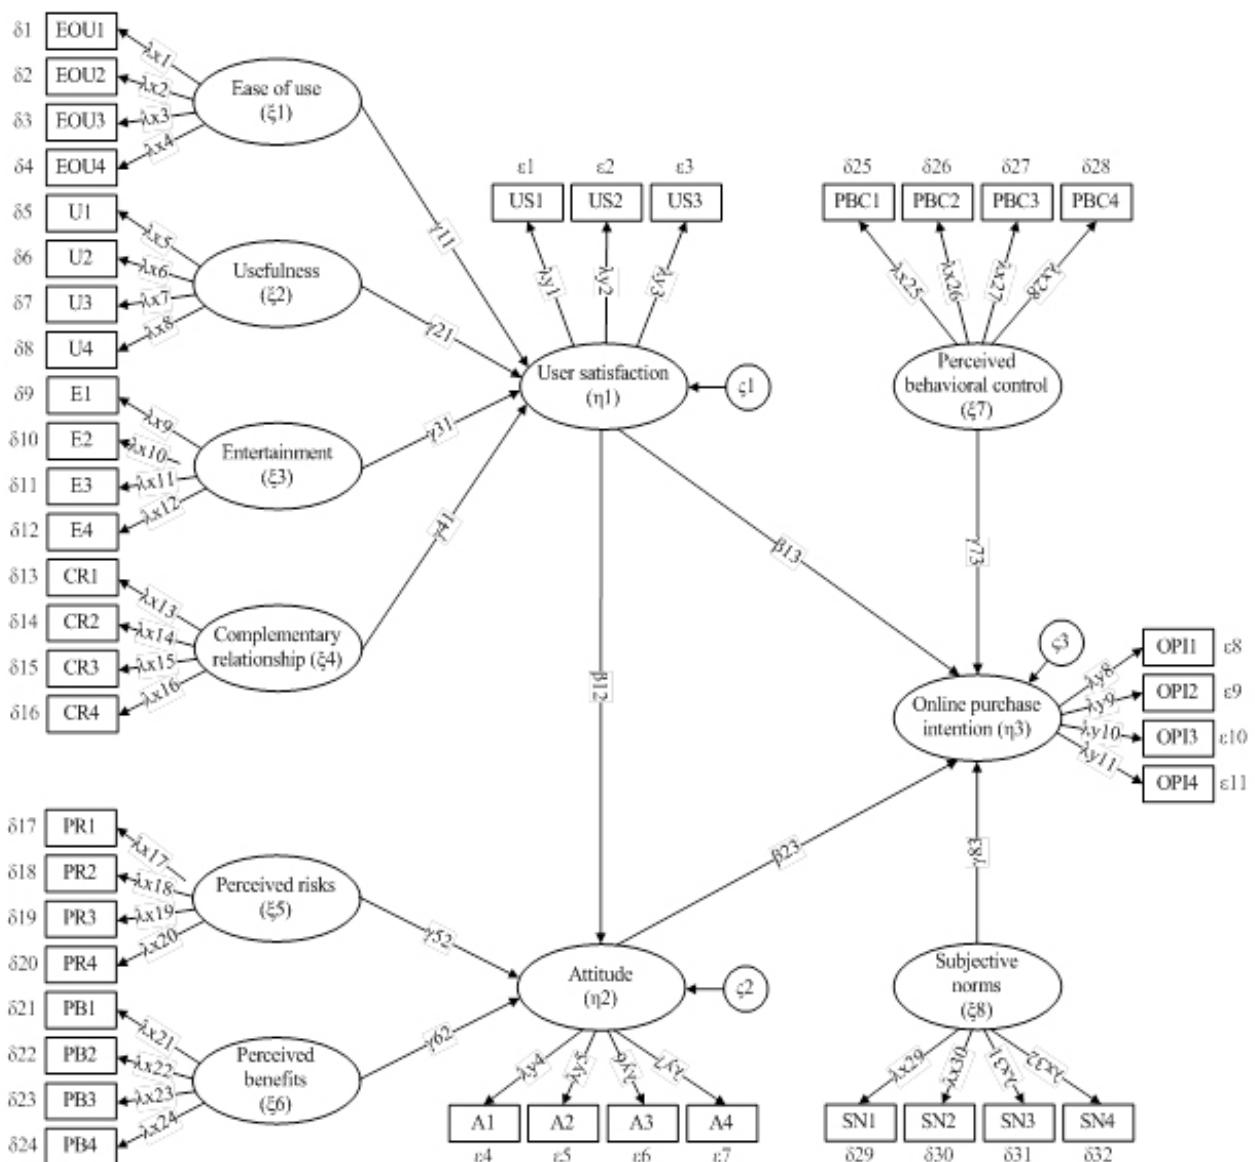 δ1 EOU1 λx1
δ2 EOU2 λx2
δ3 EOU3 λx3
δ4 EOU4 λx4
Ease of use
(ξ1)
γ11
δ5 U1 λx5
δ6 U2 λx6
δ7 U3 λx7
δ8 U4 λx8
Usefulness
(ξ2)
γ21
δ9 E1 λx9
δ10 E2 λx10
δ11 E3 λx11
δ12 E4 λx12
Entertainment
(ξ3)
γ31
δ13 CR1 λx13
δ14 CR2 λx14
δ15 CR3 λx15
δ16 CR4 λx16
Complementary
relationship (ξ4)
γ41
ε1 ε2 ε3
US1 US2 US3
λy1 λy2 λy3
User satisfaction
(η1)
ς1
δ25 δ26 δ27 δ28
PBC1 PBC2 PBC3 PBC4
λx25 λx26 λx27 λx28
Perceived
behavioral control
(ξ7)
β13
γ73
β12
ς3
Online purchase
intention (η3)
λy8 OPI1 ε8
λy9 OPI2 ε9
λy10 OPI3 ε10
λy11 OPI4 ε11
β23
γ83
δ17 PR1 λx17
δ18 PR2 λx18
δ19 PR3 λx19
δ20 PR4 λx20
Perceived risks
(ξ5)
γ52
δ21 PB1 λx21
δ22 PB2 λx22
δ23 PB3 λx23
δ24 PB4 λx24
Perceived
benefits
(ξ6)
γ62
Attitude
(η2)
ς2
λy4 λy5 λy6 λy7
A1 A2 A3 A4
ε4 ε5 ε6 ε7
Subjective
norms
(ξ8)
λx29 λx30 λx31 λx32
SN1 SN2 SN3 SN4
δ29 δ30 δ31 δ32